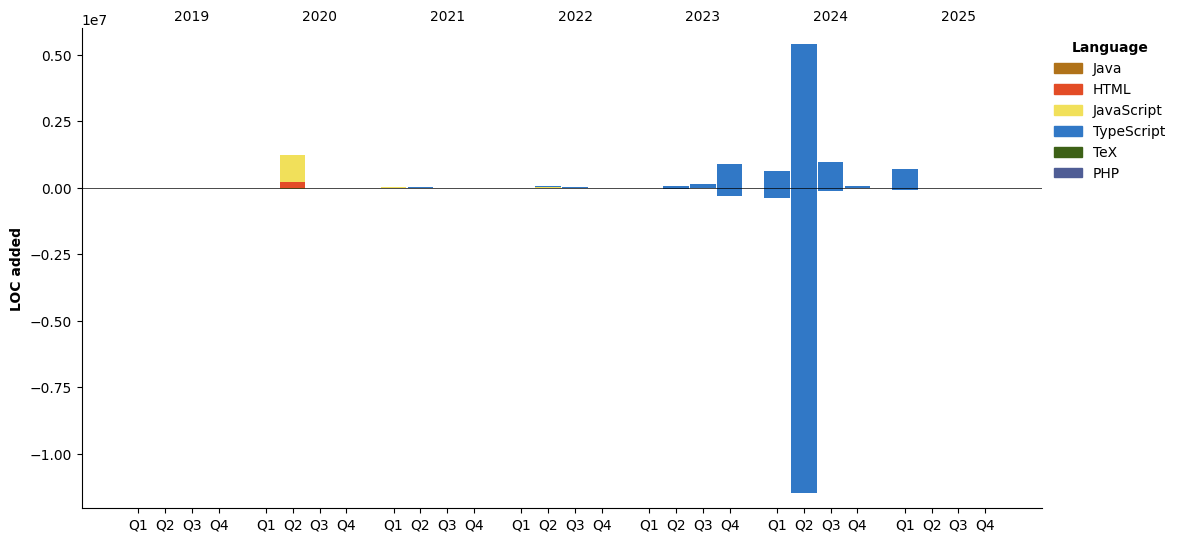 2019 2020 2021 2022 2023 2024 2025
1e7
Language
Java
HTML
JavaScript
TypeScript
TeX
PHP
LOC added
0.50
0.25
0.00
−0.25
−0.50
−0.75
−1.00
Q1 Q2 Q3 Q4 Q1 Q2 Q3 Q4 Q1 Q2 Q3 Q4 Q1 Q2 Q3 Q4 Q1 Q2 Q3 Q4 Q1 Q2 Q3 Q4 Q1 Q2 Q3 Q4